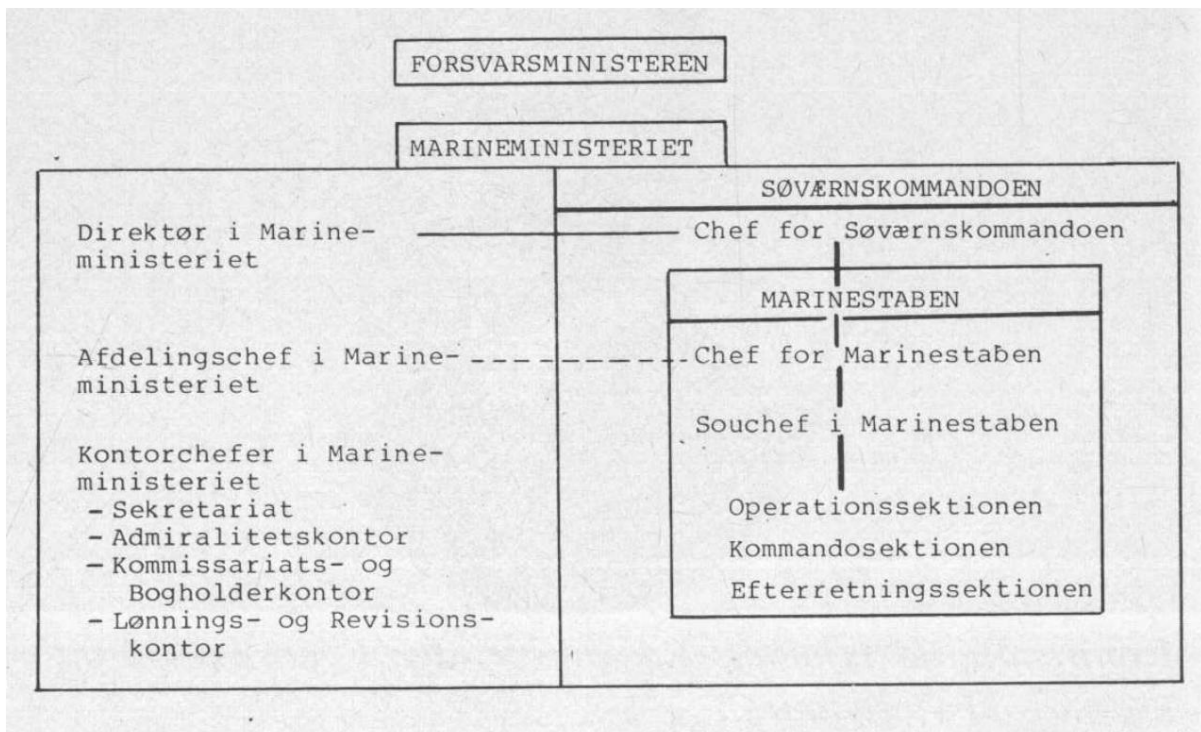 FORSVARSMINISTEREN
MARINEMINISTERIET
Direktør i Marine-
ministeriet
Afdelingschef i Marine-
ministeriet
Kontorchefer i Marine-
ministeriet
- Sekretariat
- Admiralitetskontor
- Kommissariats- og
Bogholderkontor
- Lønnings- og Revisions-
kontor
SØVÆRNSKOMMANDOEN
Chef for Søværnskommandoen
MARINESTABEN
Chef for Marinestaben
Souchef i Marinestaben
Operationssektionen
Kommandosektionen
Efterretningssektionen